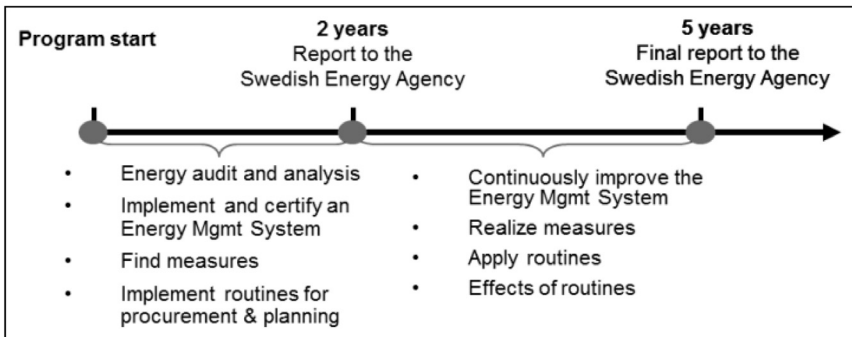 Program start
2 years
Report to the
Swedish Energy Agency
5 years
Final report to the
Swedish Energy Agency
• Energy audit and analysis
• Implement and certify an
Energy Mgmt System
• Find measures
• Implement routines for
procurement & planning
• Continuously improve the
Energy Mgmt System
• Realize measures
• Apply routines
• Effects of routines